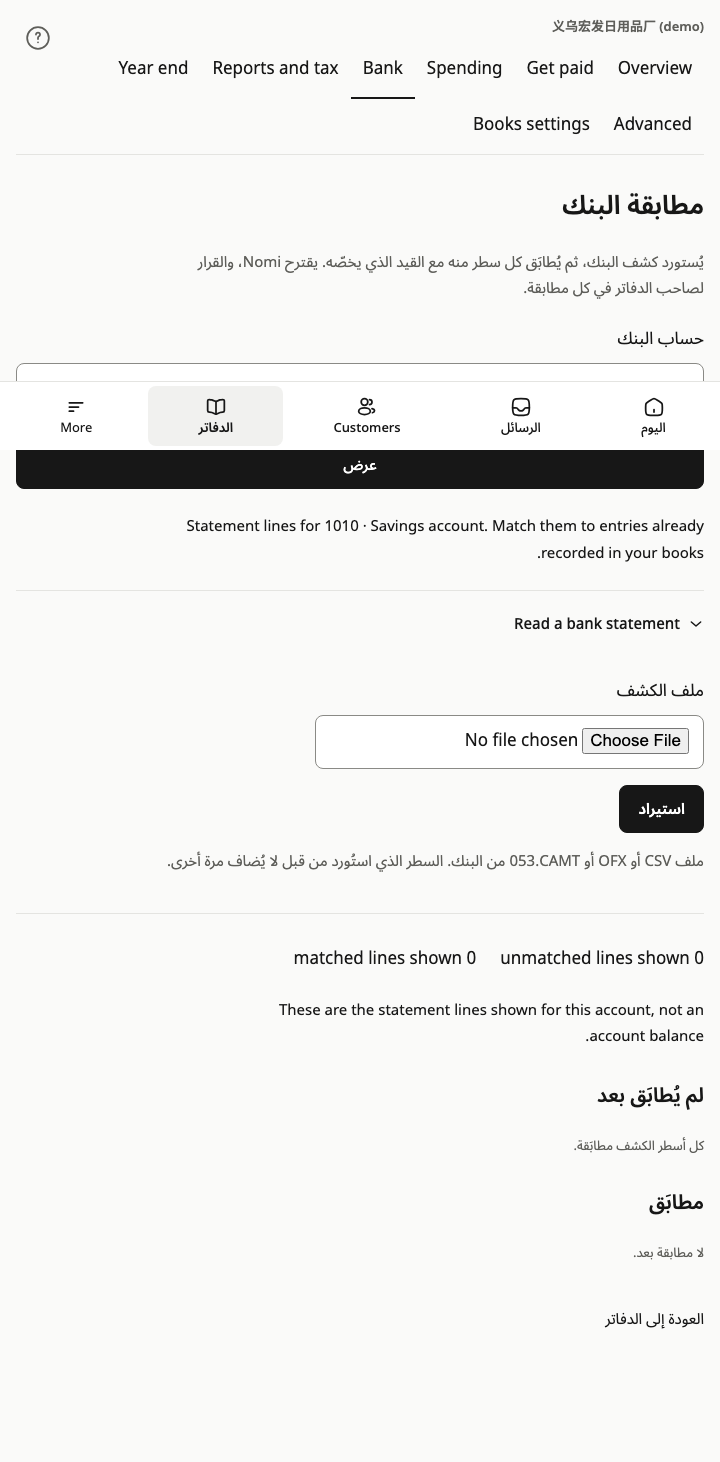 义乌宏发日用品厂 (demo)
Overview
Get paid
Spending
Bank
Reports and tax
Year end
Advanced
Books settings
مطابقة البنك
يُستورد كشف البنك، ثم يُطابَق كل سطر منه مع القيد الذي يخصّه. يقترح Nomi، والقرار
لصاحب الدفاتر في كل مطابقة.
حساب البنك
اليوم
الرسائل
Customers
الدفاتر
More
عرض
Statement lines for 1010 · Savings account. Match them to entries already
recorded in your books.
Read a bank statement
ملف الكشف
Choose File No file chosen
استيراد
ملف CSV أو OFX أو CAMT.053 من البنك. السطر الذي استُورد من قبل لا يُضاف مرة أخرى.
0 unmatched lines shown
0 matched lines shown
These are the statement lines shown for this account, not an
account balance.
لم يُطابَق بعد
كل أسطر الكشف مطابَقة.
مطابَق
لا مطابقة بعد.
العودة إلى الدفاتر